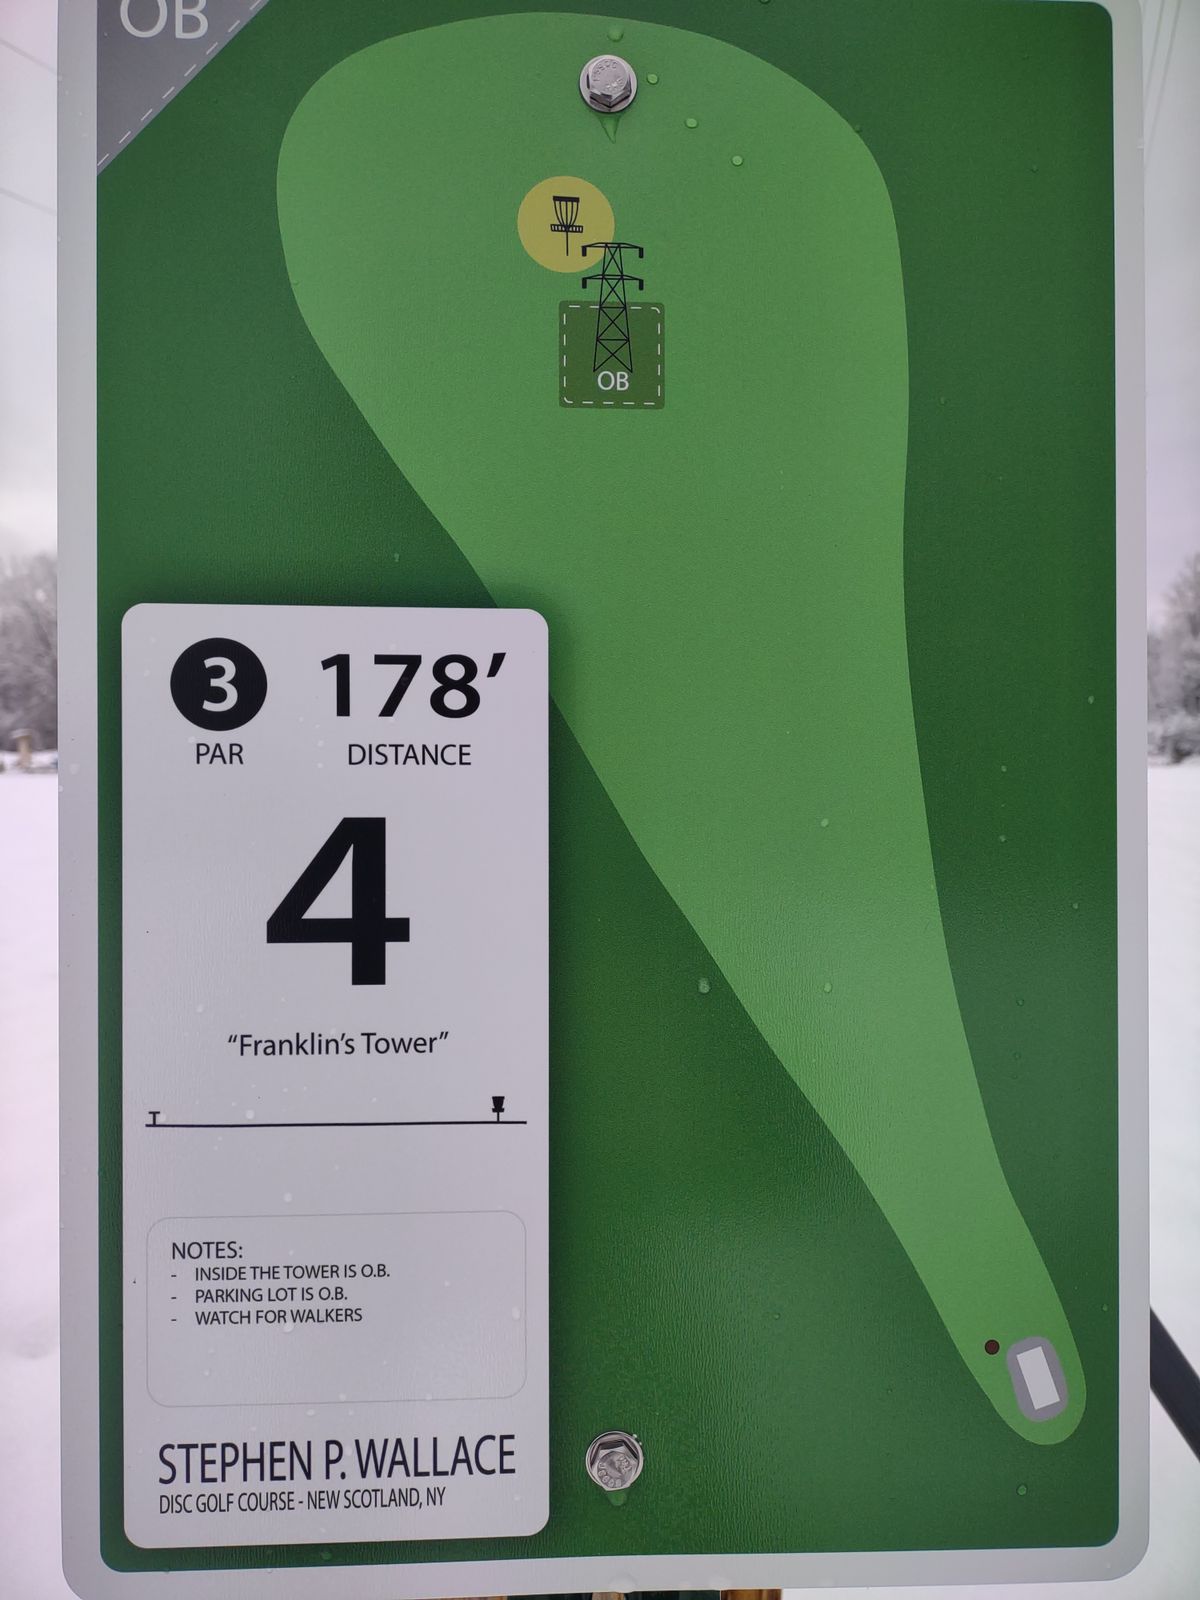 OB
OB
3 178’
PAR DISTANCE
4
“Franklin’s Tower”
T
NOTES:
- INSIDE THE TOWER IS O.B.
- PARKING LOT IS O.B.
- WATCH FOR WALKERS
STEPHEN P. WALLACE
DISC GOLF COURSE - NEW SCOTLAND, NY